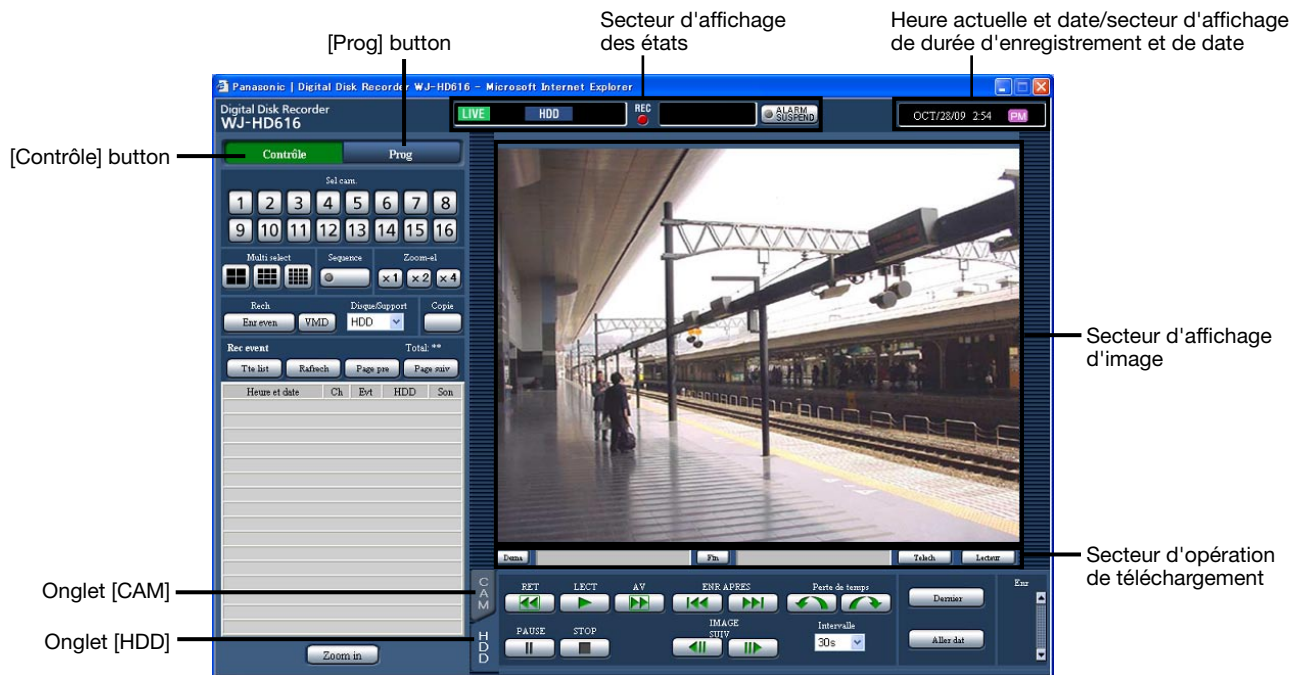 Secteur d'affichage
des états
Heure actuelle et date/secteur d'affichage
de durée d'enregistrement et de date
[Prog] button
Panasonic | Digital Disk Recorder WJ-HD616 - Microsoft Internet Explorer
Digital Disk Recorder
WJ-HD616
LIVE HDD REC ALARM SUSPEND OCT/28/09 2:54 PM
[Contrôle] button
Contrôle Prog
Sel cam.
1 2 3 4 5 6 7 8
9 10 11 12 13 14 15 16
Multi select Sequence Zoom-el
×1 ×2 ×4
Rech Disque/Support Copie
Enr even VMD HDD
Rec event Total: **
Tte list Rafrech Page pre Page suiv
Heure et date Ch Evt HDD Son
Secteur d'affichage
d'image
Dema Fin Telech Lecteur
Secteur d'opération
de téléchargement
Onglet [CAM]
CAM
RET LECT AV ENR APRES Perte de temps Dernier Enr
Onglet [HDD]
HDD
PAUSE STOP IMAGE SUIV Intervalle
30s Aller dat
Zoom in